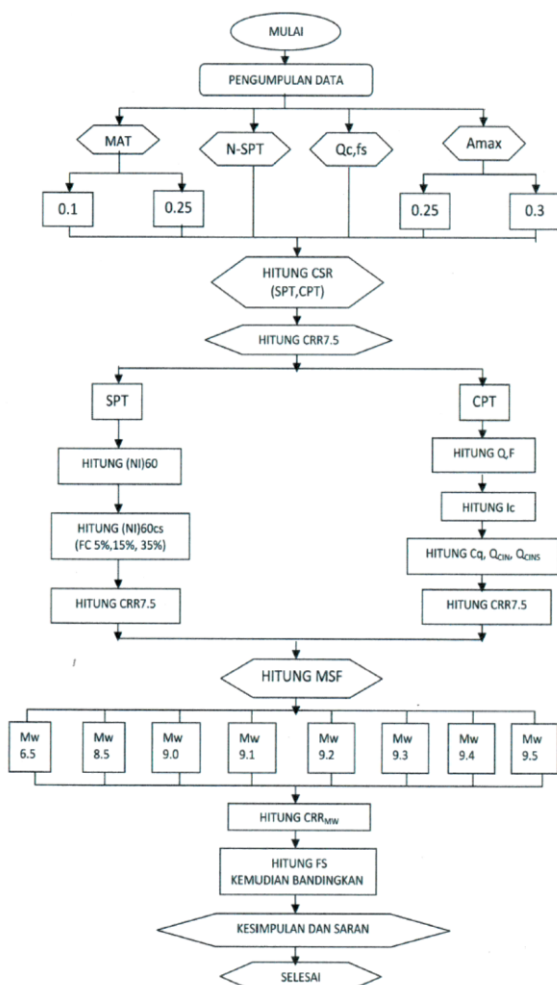 MULAI
PENGUMPULAN DATA
MAT
N-SPT
Qc,fs
Amax
0.1
0.25
0.25
0.3
HITUNG CSR
(SPT,CPT)
HITUNG CRR7.5
SPT
CPT
HITUNG (NI)60
HITUNG Q,F
HITUNG Ic
HITUNG (NI)60cs
(FC 5%,15%, 35%)
HITUNG Cq, QCIN, QCINS
HITUNG CRR7.5
HITUNG CRR7.5
HITUNG MSF
Mw
6.5
Mw
8.5
Mw
9.0
Mw
9.1
Mw
9.2
Mw
9.3
Mw
9.4
Mw
9.5
HITUNG CRRMW
HITUNG FS
KEMUDIAN BANDINGKAN
KESIMPULAN DAN SARAN
SELESAI